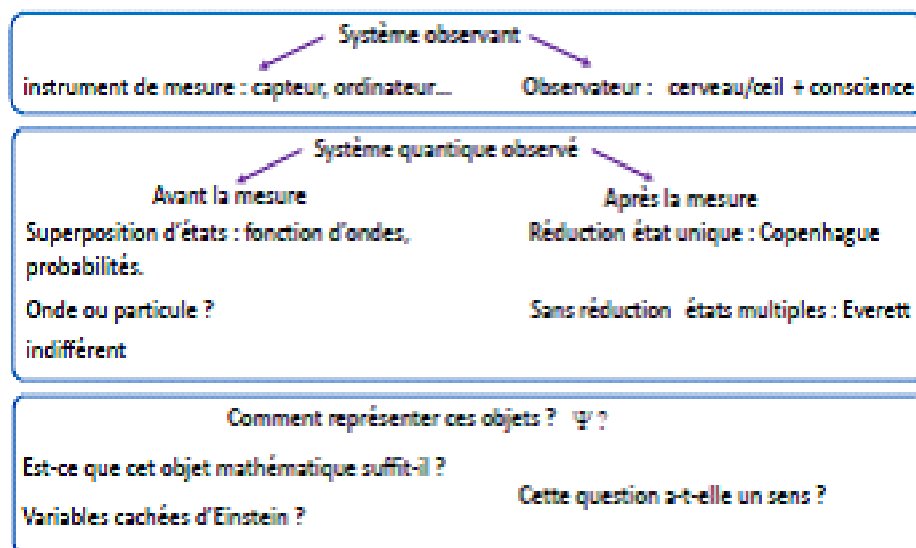 Système observant
instrument de mesure : capteur, ordinateur...
Observateur : cerveau/œil + conscience
Système quantique observé
Avant la mesure
Après la mesure
Superposition d'états : fonction d'ondes,
probabilités.
Réduction état unique : Copenhague
Onde ou particule ?
Sans réduction états multiples : Everett
indifférent
Comment représenter ces objets ? Ψ ?
Est-ce que cet objet mathématique suffit-il ?
Cette question a-t-elle un sens ?
Variables cachées d'Einstein ?